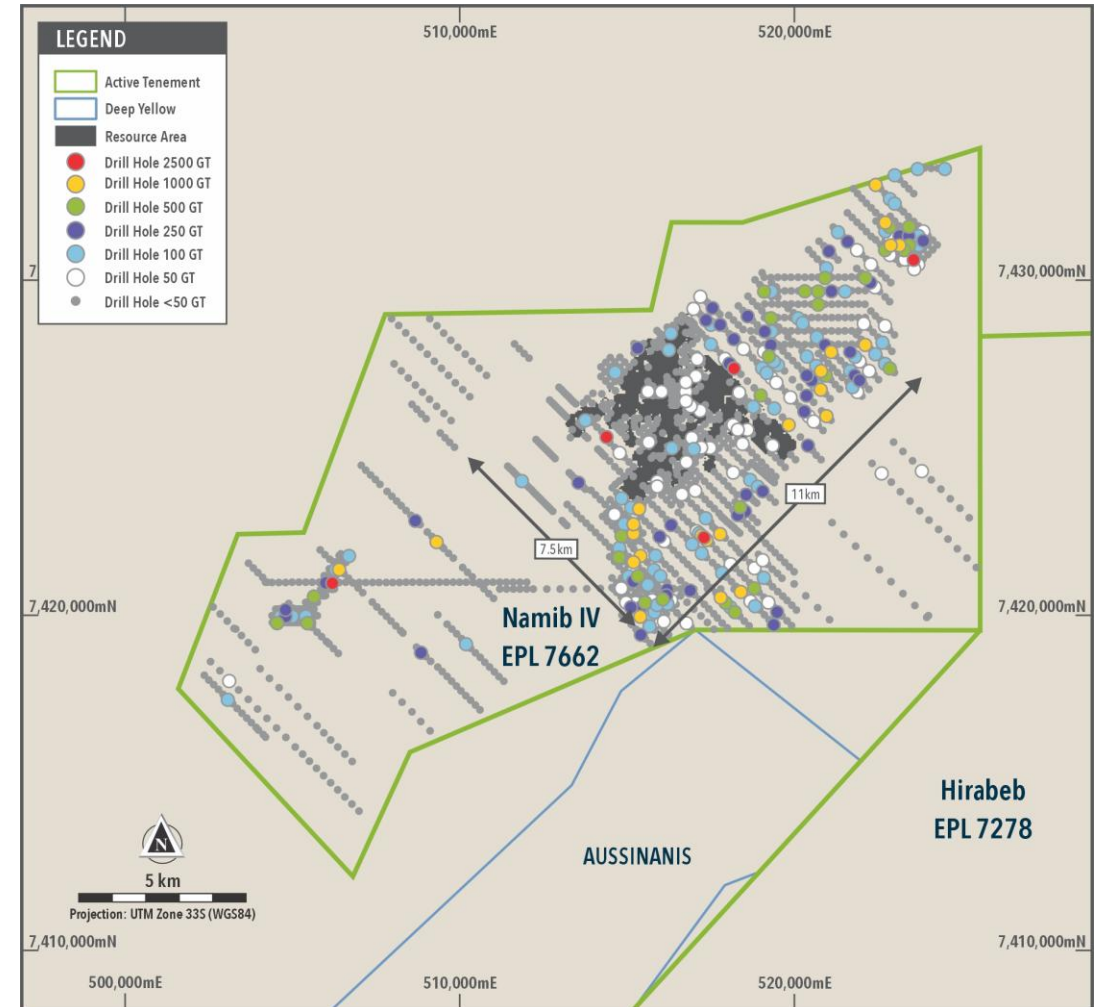 510,000mE
520,000mE
LEGEND
Active Tenement
Deep Yellow
Resource Area
Drill Hole 2500 GT
Drill Hole 1000 GT
Drill Hole 500 GT
Drill Hole 250 GT
Drill Hole 100 GT
Drill Hole 50 GT
Drill Hole <50 GT
7
7,430,000mN
11km
7.5km
7,420,000mN
7,420,000mN
Namib IV
EPL 7662
Hirabeb
EPL 7278
AUSSINANIS
N
5 km
Projection: UTM Zone 33S (WGS84)
7,410,000mN
7,410,000mN
500,000mE
510,000mE
520,000mE